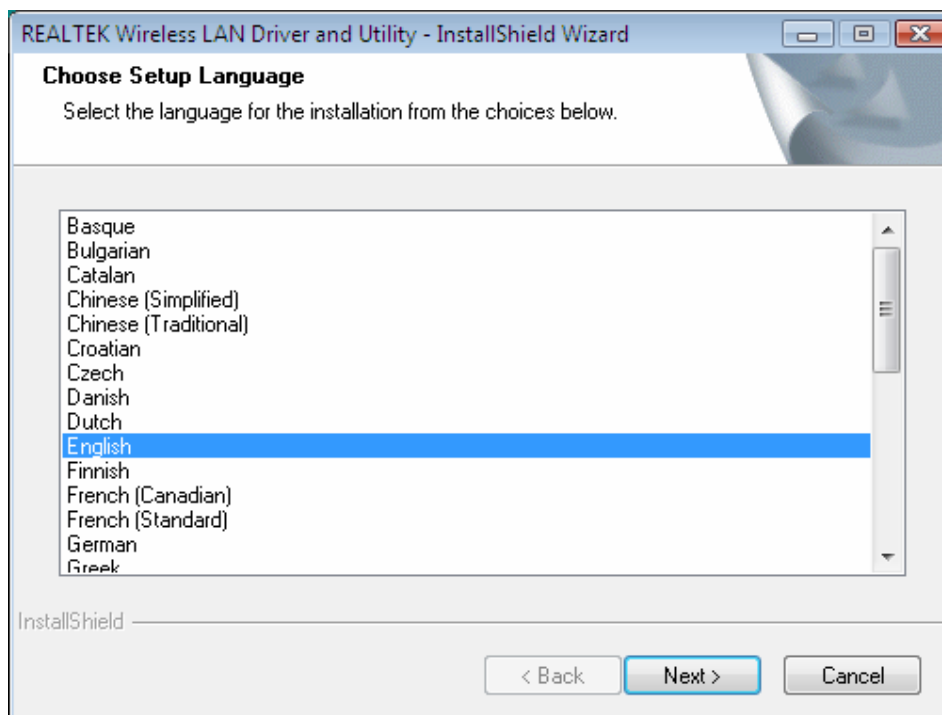 REALTEK Wireless LAN Driver and Utility - InstallShield Wizard
Choose Setup Language
Select the language for the installation from the choices below.
Basque
Bulgarian
Catalan
Chinese (Simplified)
Chinese (Traditional)
Croatian
Czech
Danish
Dutch
English
Finnish
French (Canadian)
French (Standard)
German
Greek
InstallShield
< Back Next > Cancel